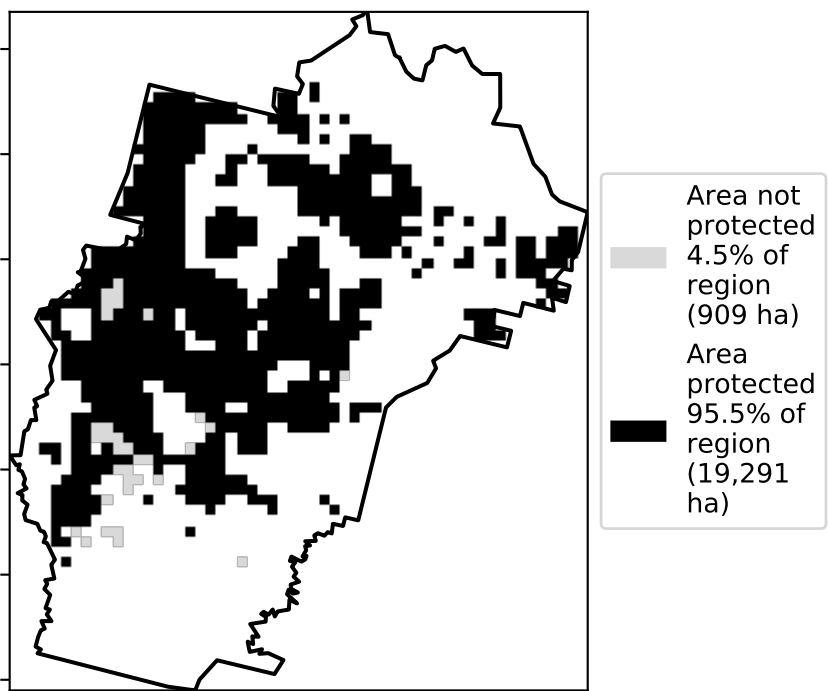 Area not
protected
4.5% of
region
(909 ha)
Area
protected
95.5% of
region
(19,291
ha)